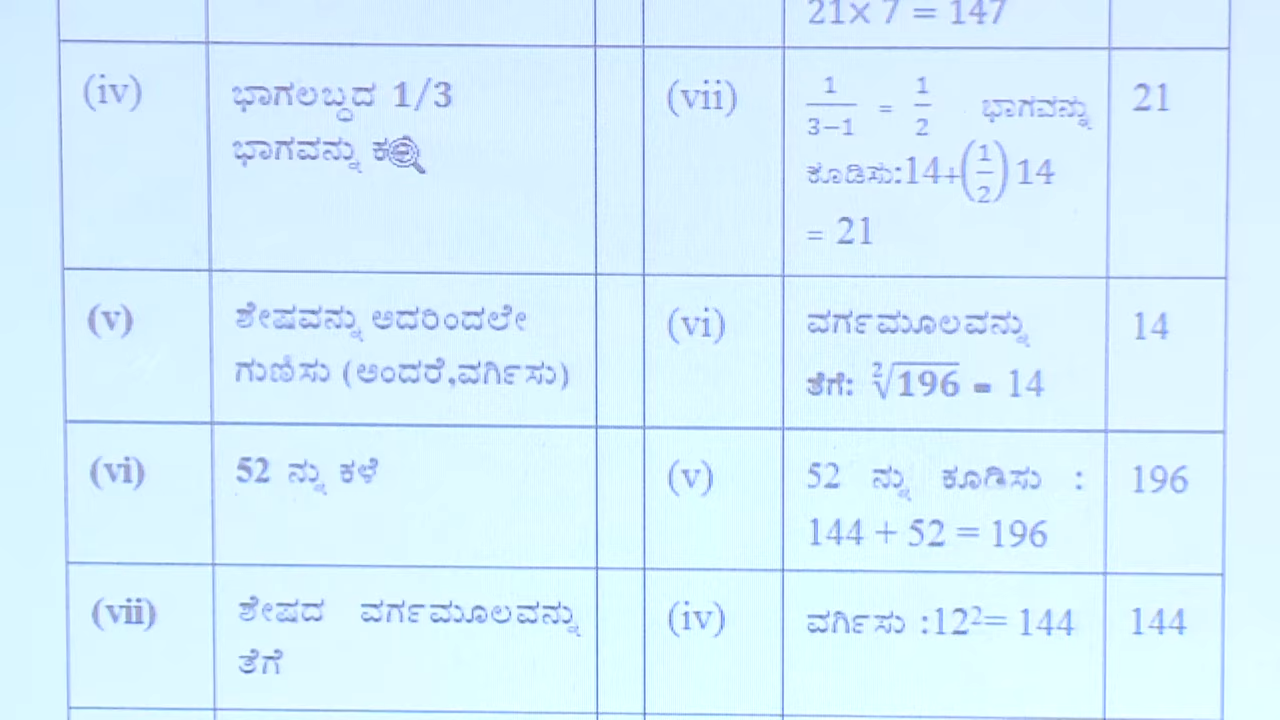 21× 7 = 147
(iv) ಭಾಗಲಬ್ದದ 1/3 (vii) 1/(3−1) = 1/2 ಭಾಗವನ್ನು 21
ಭಾಗವನ್ನು ಕೂಡಿಸು:14+(1/2) 14
= 21
(v) ಶೇಷವನ್ನು ಅದರಿಂದಲೇ (vi) ವರ್ಗಮೂಲವನ್ನು 14
ಗುಣಿಸು (ಅಂದರೆ,ವರ್ಗಿಸು) ತೆಗೆ: ²√196 = 14
(vi) 52 ನ್ನು ಕಳೆ (v) 52 ನ್ನು ಕೂಡಿಸು : 196
144 + 52 = 196
(vii) ಶೇಷದ ವರ್ಗಮೂಲವನ್ನು (iv) ವರ್ಗಿಸು :12²= 144 144
ತೆಗೆ